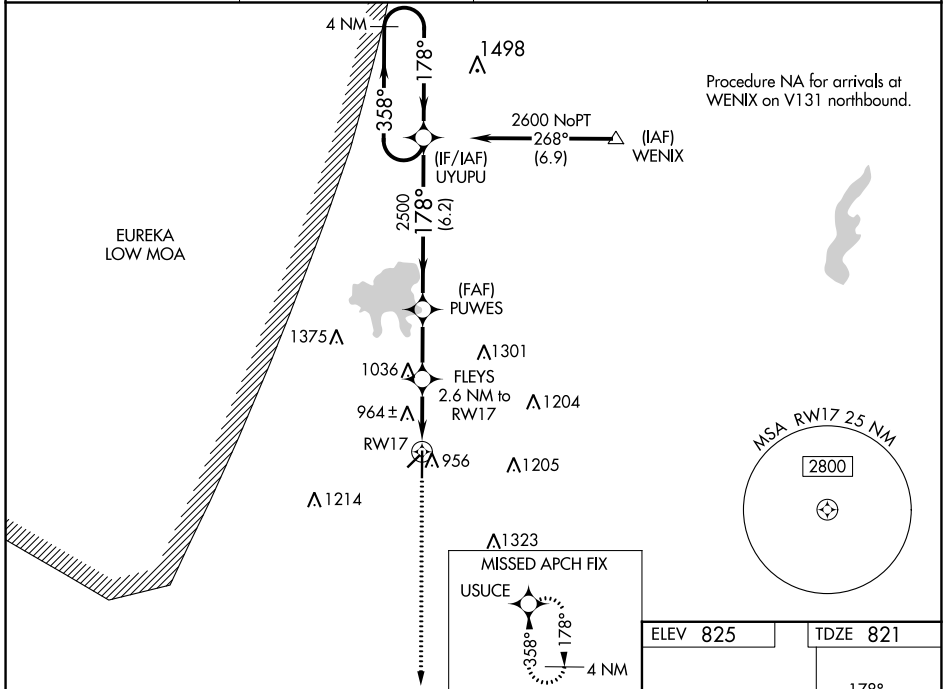 4 NM
358°
178°
1498
Procedure NA for arrivals at
WENIX on V131 northbound.
2600 NoPT
268°
(6.9)
(IAF)
WENIX
(IF/IAF)
UYUPU
2500
178°
(6.2)
EUREKA
LOW MOA
(FAF)
PUWES
1375
1301
1036
FLEYS
2.6 NM to
RW17
1204
964 ±
RW17
956
1205
1214
MSA RW17 25 NM
2800
1323
MISSED APCH FIX
USUCE
358°
178°
4 NM
ELEV 825
TDZE 821
178°